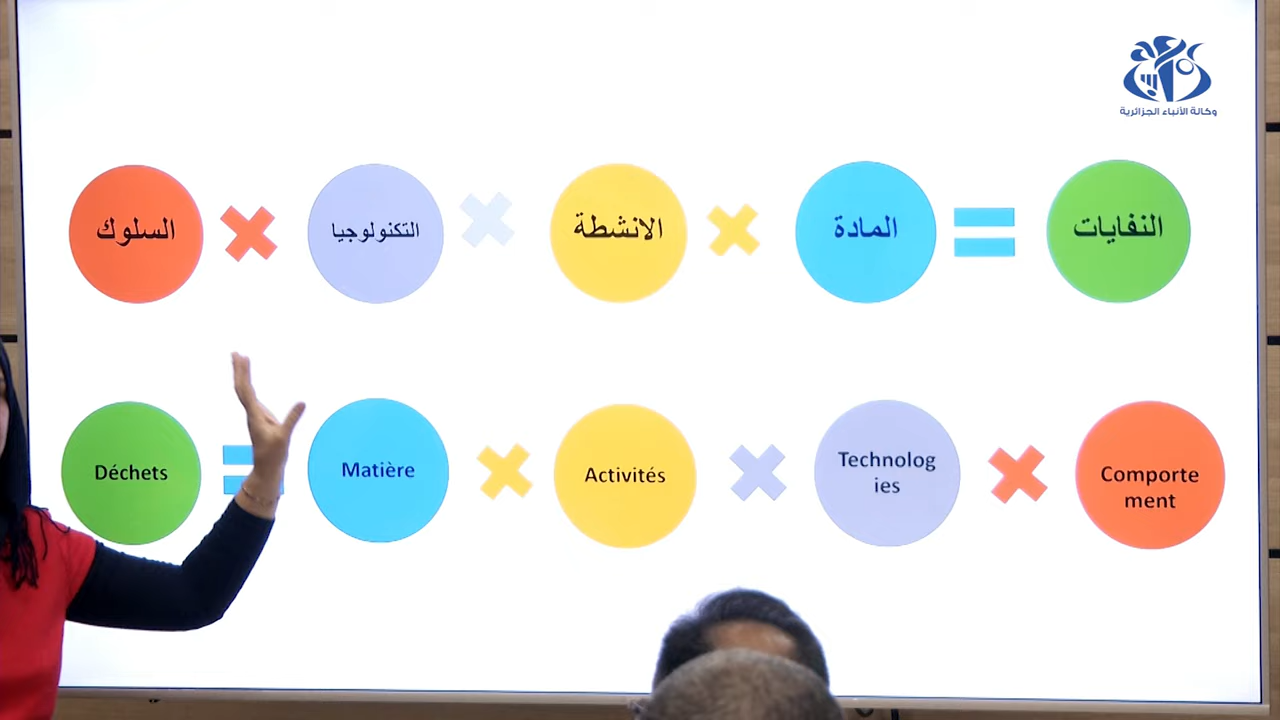 وكالة الأنباء الجزائرية
النفايات
المادة
الانشطة
التكنولوجيا
السلوك
Déchets
Matière
Activités
Technolog
ies
Comporte
ment